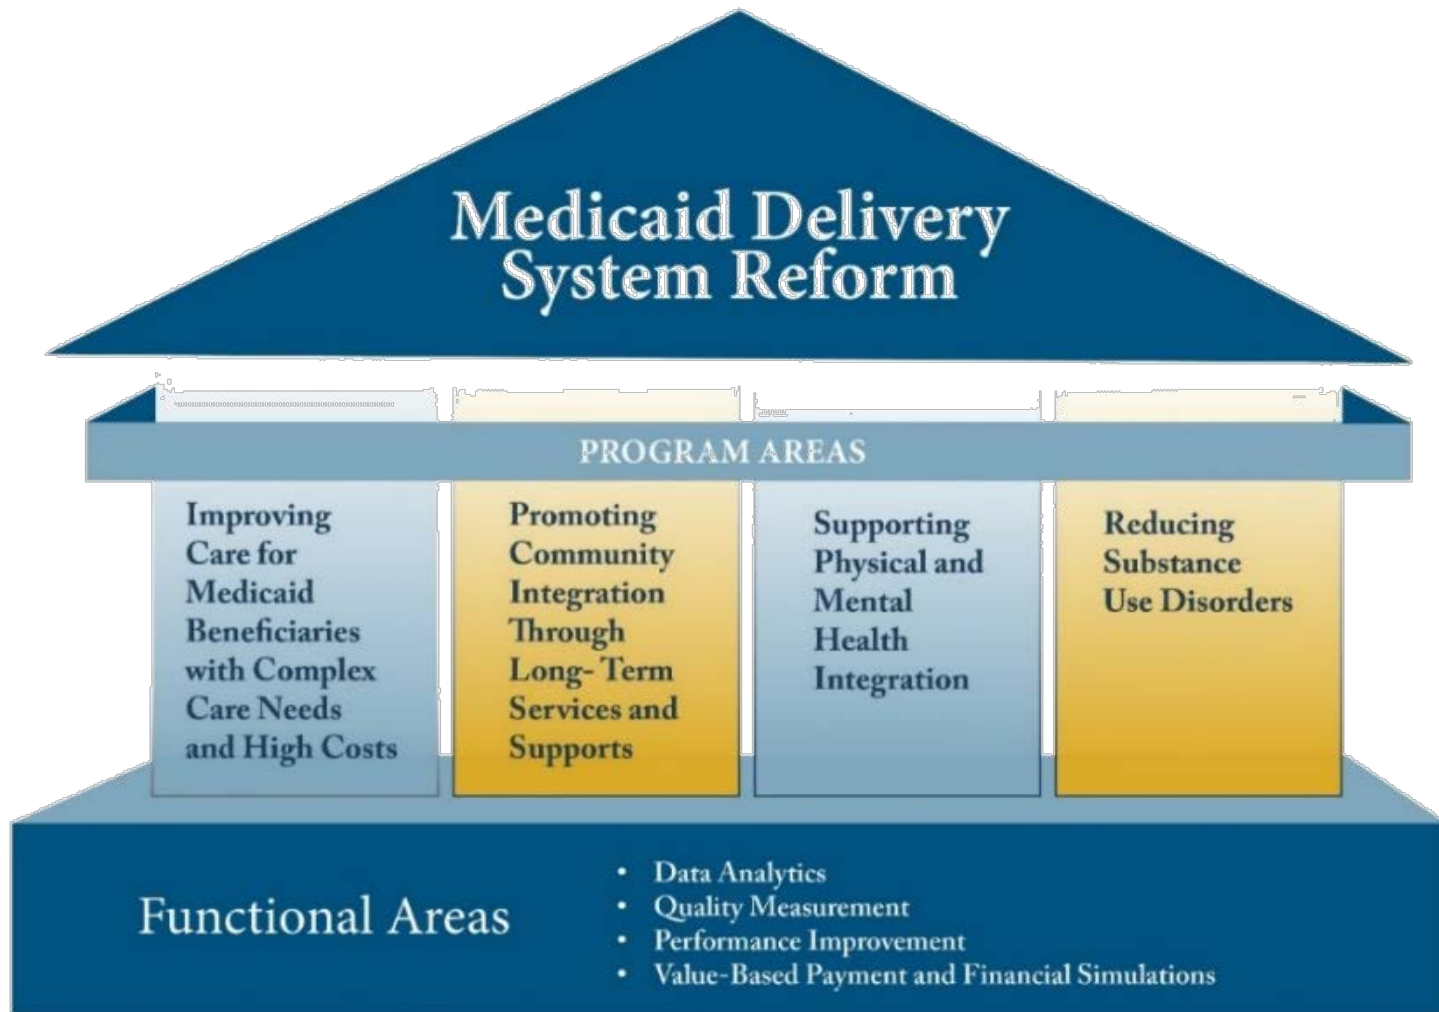 Medicaid Delivery
System Reform
PROGRAM AREAS
Improving
Care for
Medicaid
Beneficiaries
with Complex
Care Needs
and High Costs
Promoting
Community
Integration
Through
Long- Term
Services and
Supports
Supporting
Physical and
Mental
Health
Integration
Reducing
Substance
Use Disorders
Functional Areas
• Data Analytics
• Quality Measurement
• Performance Improvement
• Value-Based Payment and Financial Simulations